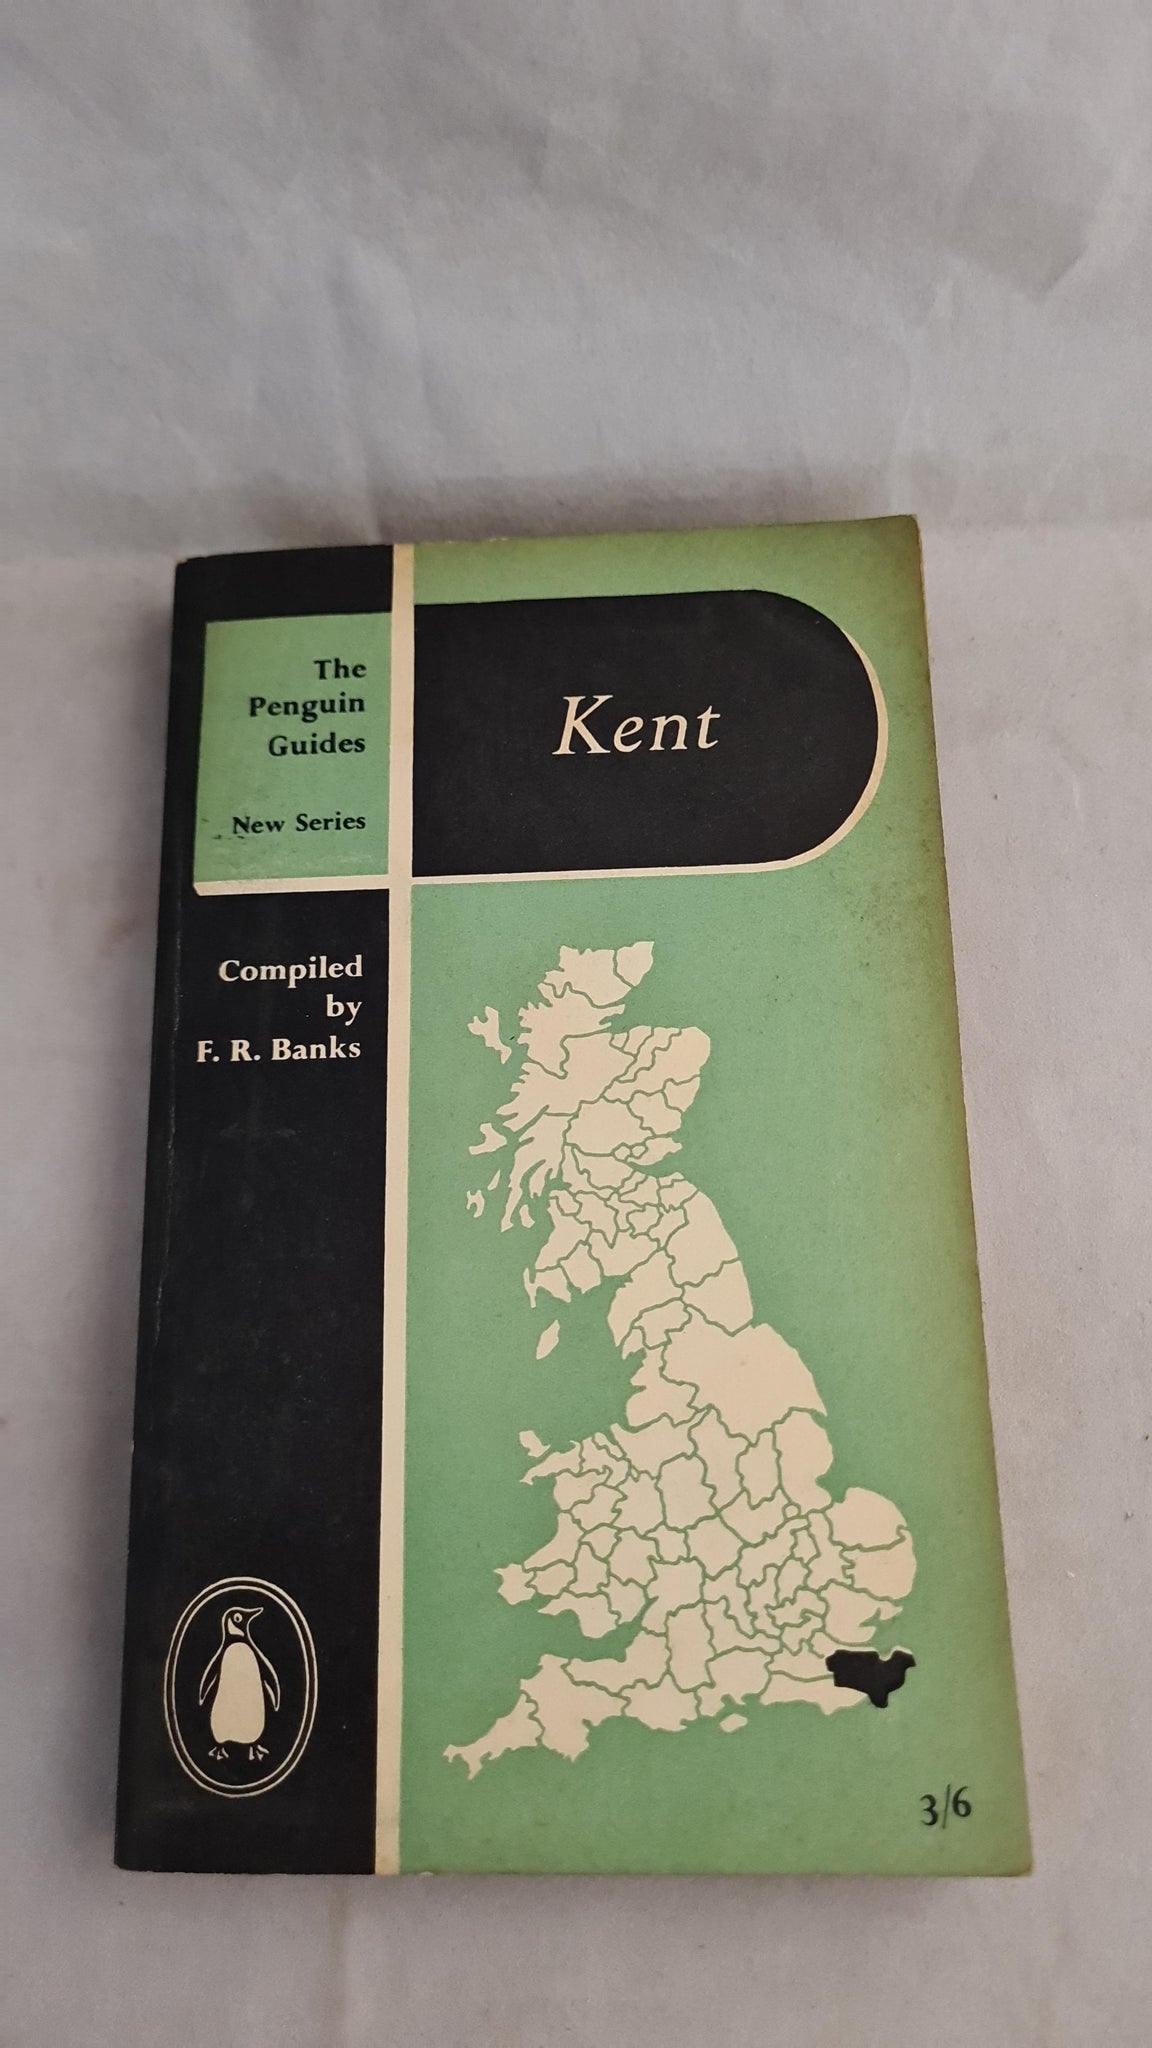 The
Penguin
Guides
New Series
Kent
Compiled
by
F. R. Banks
3/6